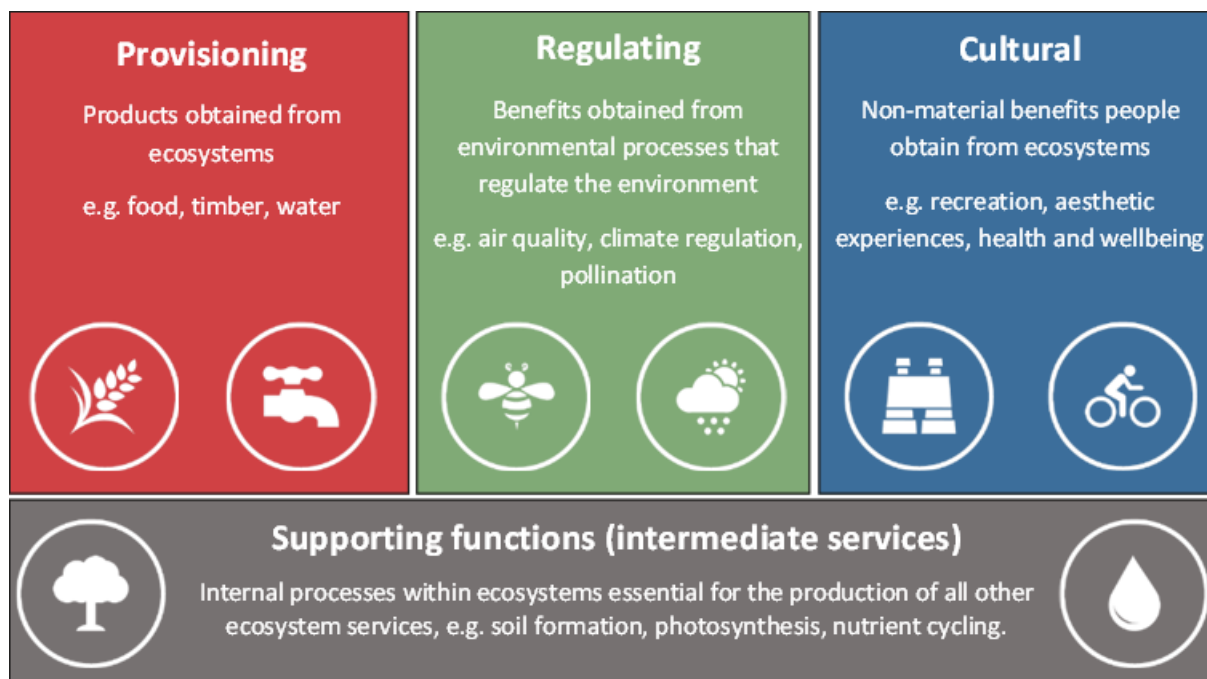 Provisioning
Products obtained from
ecosystems
e.g. food, timber, water
Regulating
Benefits obtained from
environmental processes that
regulate the environment
e.g. air quality, climate regulation,
pollination
Cultural
Non-material benefits people
obtain from ecosystems
e.g. recreation, aesthetic
experiences, health and wellbeing
Supporting functions (intermediate services)
Internal processes within ecosystems essential for the production of all other
ecosystem services, e.g. soil formation, photosynthesis, nutrient cycling.